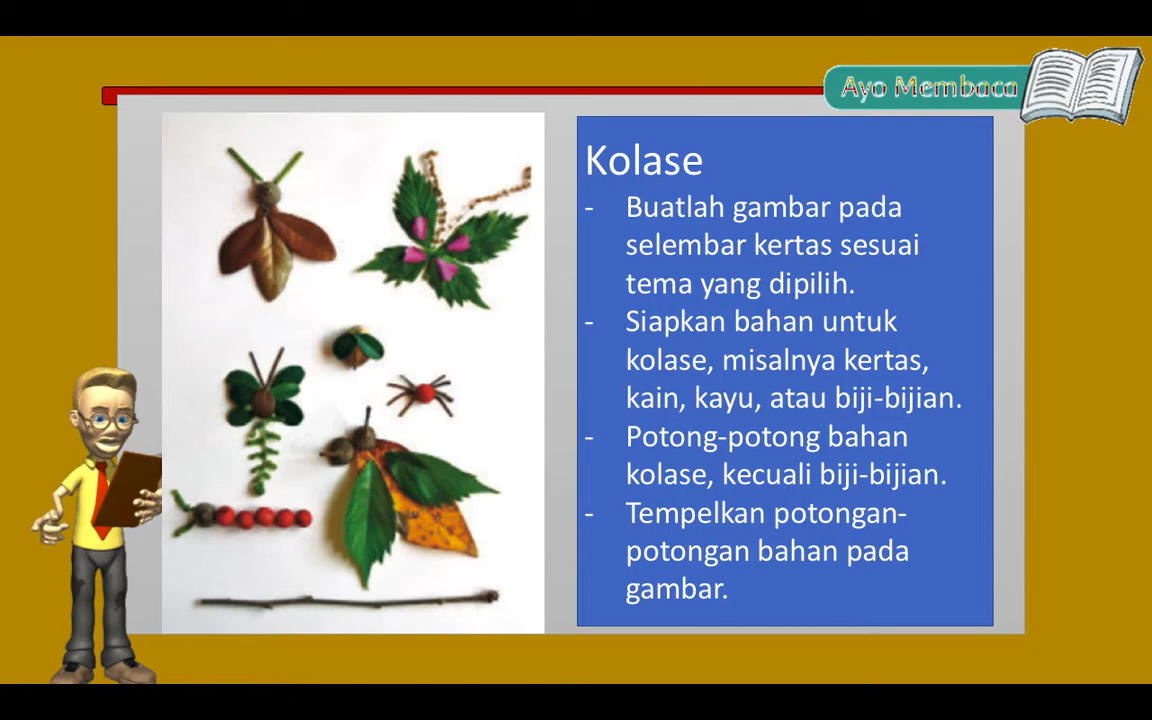 Ayo Membaca
Kolase
- Buatlah gambar pada
selembar kertas sesuai
tema yang dipilih.
- Siapkan bahan untuk
kolase, misalnya kertas,
kain, kayu, atau biji-bijian.
- Potong-potong bahan
kolase, kecuali biji-bijian.
- Tempelkan potongan-
potongan bahan pada
gambar.